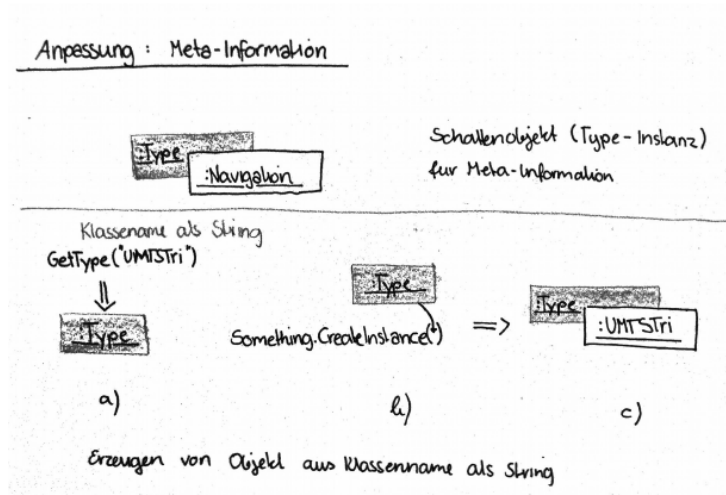 Anpassung : Meta-Information
:Type
:Navigation
Schattenobjekt (Type-Instanz)
für Meta-Information
Klassename als String
GetType("UMTSTri")
⇓
:Type
a)
:Type
Something.CreateInstance(")
=>
b)
:Type
:UMTSTri
c)
Erzeugen von Objekt aus Klassenname als String